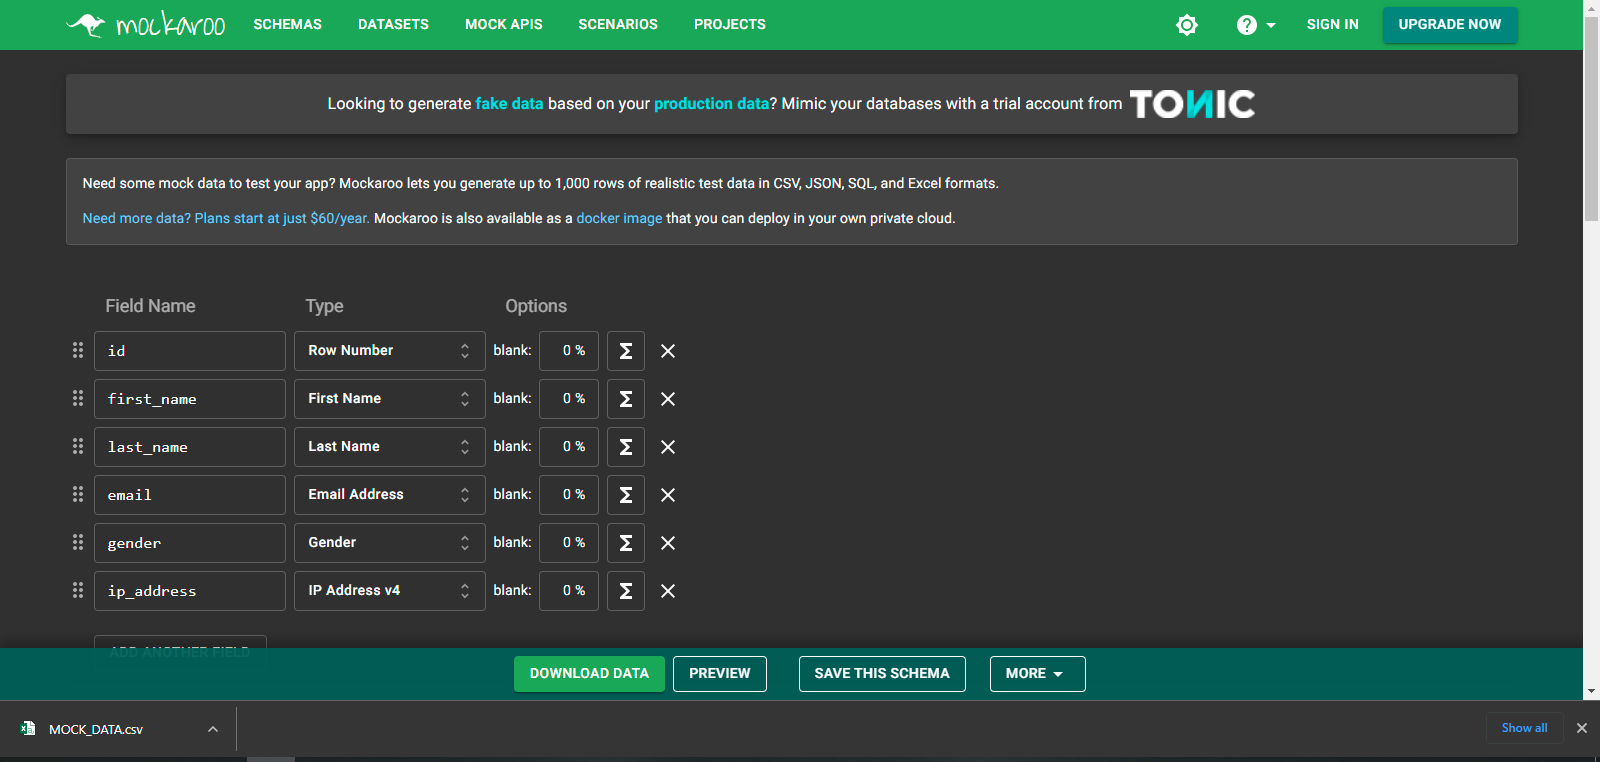 mockaroo SCHEMAS DATASETS MOCK APIS SCENARIOS PROJECTS ? SIGN IN UPGRADE NOW
Looking to generate fake data based on your production data? Mimic your databases with a trial account from TONIC
Need some mock data to test your app? Mockaroo lets you generate up to 1,000 rows of realistic test data in CSV, JSON, SQL, and Excel formats.
Need more data? Plans start at just $60/year. Mockaroo is also available as a docker image that you can deploy in your own private cloud.
Field Name Type Options
id Row Number blank: 0 % Σ
first_name First Name blank: 0 % Σ
last_name Last Name blank: 0 % Σ
email Email Address blank: 0 % Σ
gender Gender blank: 0 % Σ
ip_address IP Address v4 blank: 0 % Σ
ADD ANOTHER FIELD
DOWNLOAD DATA PREVIEW SAVE THIS SCHEMA MORE
MOCK_DATA.csv Show all